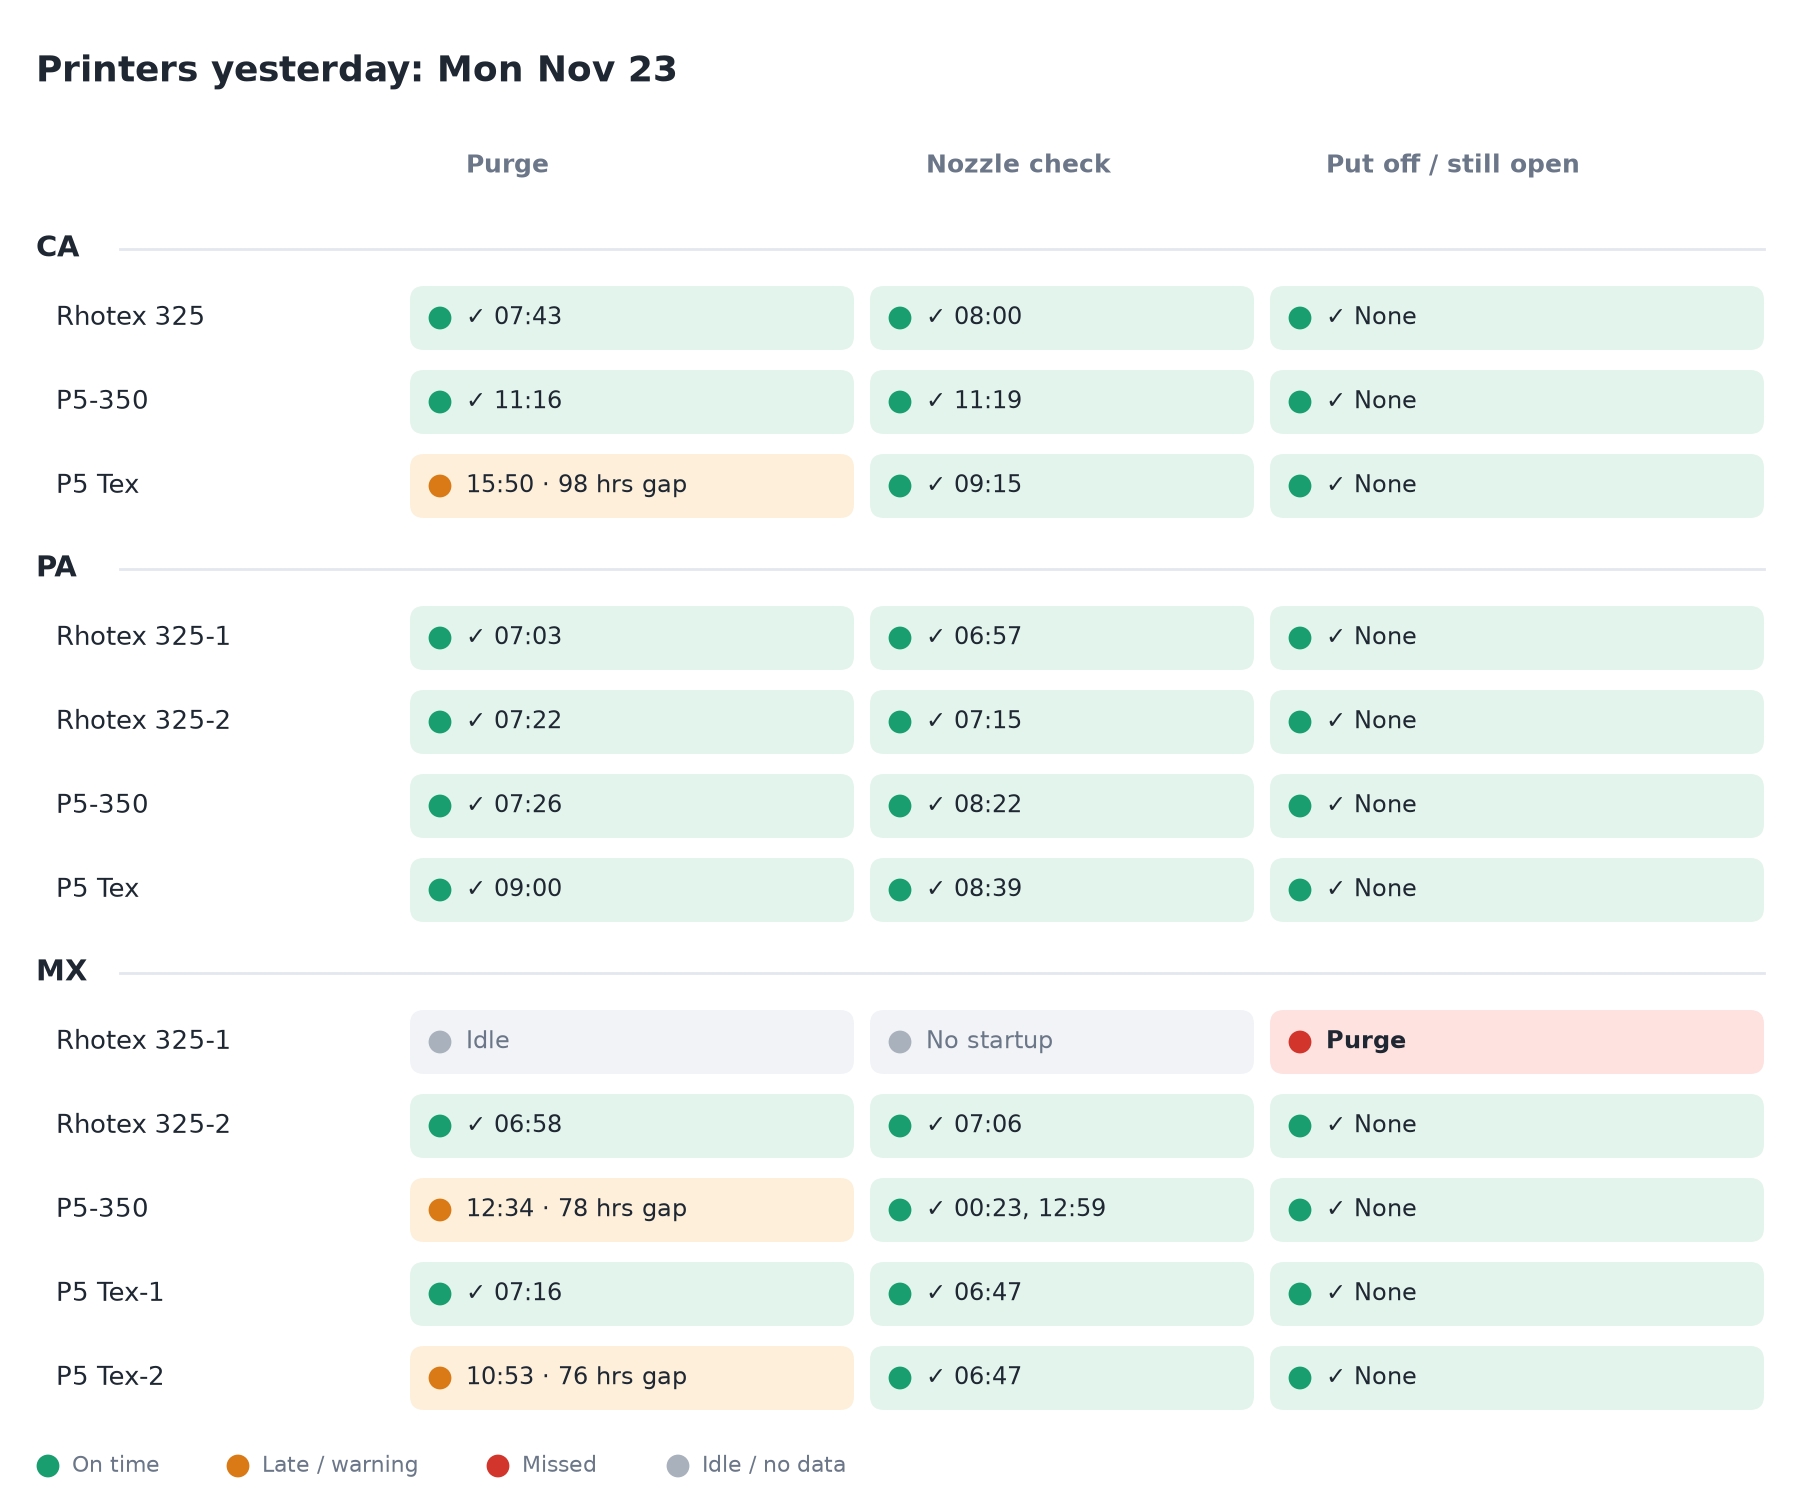 Printers yesterday: Mon Nov 23
Purge Nozzle check Put off / still open
CA
Rhotex 325 ✓ 07:43 ✓ 08:00 ✓ None
P5-350 ✓ 11:16 ✓ 11:19 ✓ None
P5 Tex 15:50 · 98 hrs gap ✓ 09:15 ✓ None
PA
Rhotex 325-1 ✓ 07:03 ✓ 06:57 ✓ None
Rhotex 325-2 ✓ 07:22 ✓ 07:15 ✓ None
P5-350 ✓ 07:26 ✓ 08:22 ✓ None
P5 Tex ✓ 09:00 ✓ 08:39 ✓ None
MX
Rhotex 325-1 Idle No startup Purge
Rhotex 325-2 ✓ 06:58 ✓ 07:06 ✓ None
P5-350 12:34 · 78 hrs gap ✓ 00:23, 12:59 ✓ None
P5 Tex-1 ✓ 07:16 ✓ 06:47 ✓ None
P5 Tex-2 10:53 · 76 hrs gap ✓ 06:47 ✓ None
On time Late / warning Missed Idle / no data